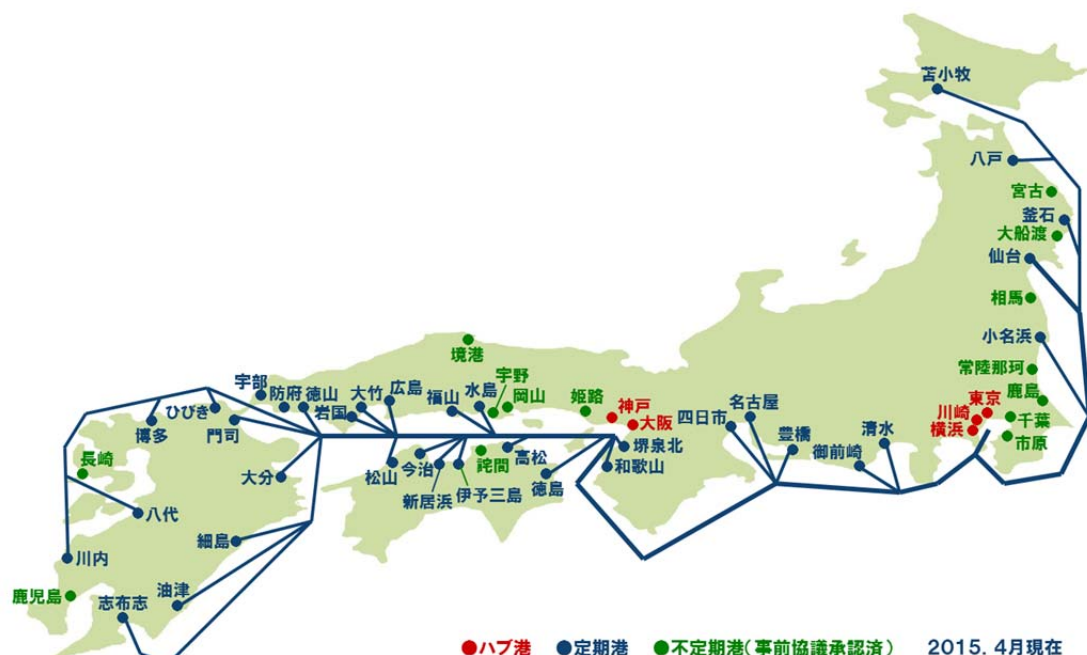 苫小牧
八戸
宮古
釜石
大船渡
仙台
相馬
小名浜
常陸那珂
鹿島
東京
川崎
千葉
横浜
市原
境港
宇野
岡山
姫路
神戸
大阪
四日市
名古屋
豊橋
清水
御前崎
宇部
防府
徳山
岩国
大竹
広島
福山
水島
ひびき
博多
門司
長崎
大分
松山
今治
新居浜
伊予三島
詫間
高松
徳島
堺泉北
和歌山
八代
細島
川内
油津
鹿児島
志布志
●ハブ港 ●定期港 ●不定期港(事前協議承認済) 2015. 4月現在